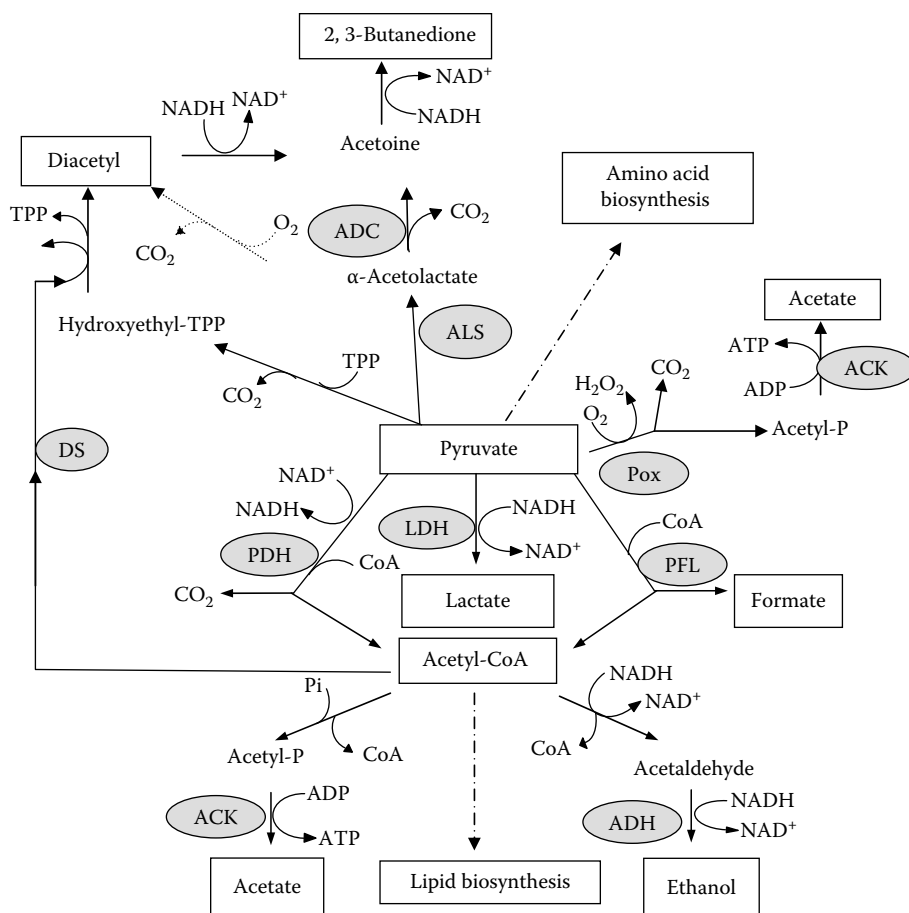 2, 3-Butanedione
NADH NAD+
NAD+
NADH
Diacetyl
Acetoine
Amino acid
biosynthesis
TPP
CO2
O2
ADC
CO2
α-Acetolactate
Hydroxyethyl-TPP
ALS
Acetate
ATP
ADP
ACK
CO2
TPP
H2O2
O2
CO2
Acetyl-P
Pyruvate
Pox
DS
NAD+
NADH
NADH
NAD+
LDH
CoA
PDH
CoA
PFL
CO2
Lactate
Formate
Acetyl-CoA
Pi
CoA
NADH
NAD+
CoA
Acetyl-P
Acetaldehyde
ACK
ADP
ATP
ADH
NADH
NAD+
Acetate
Lipid biosynthesis
Ethanol